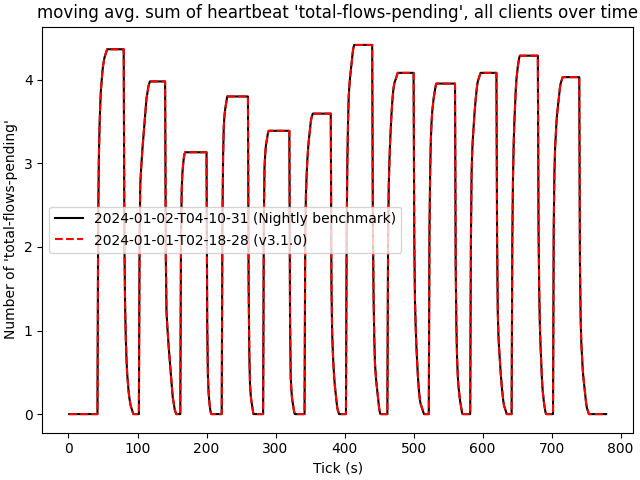 moving avg. sum of heartbeat 'total-flows-pending', all clients over time
Number of 'total-flows-pending'
4
3
2
1
0
2024-01-02-T04-10-31 (Nightly benchmark)
2024-01-01-T02-18-28 (v3.1.0)
0 100 200 300 400 500 600 700 800
Tick (s)